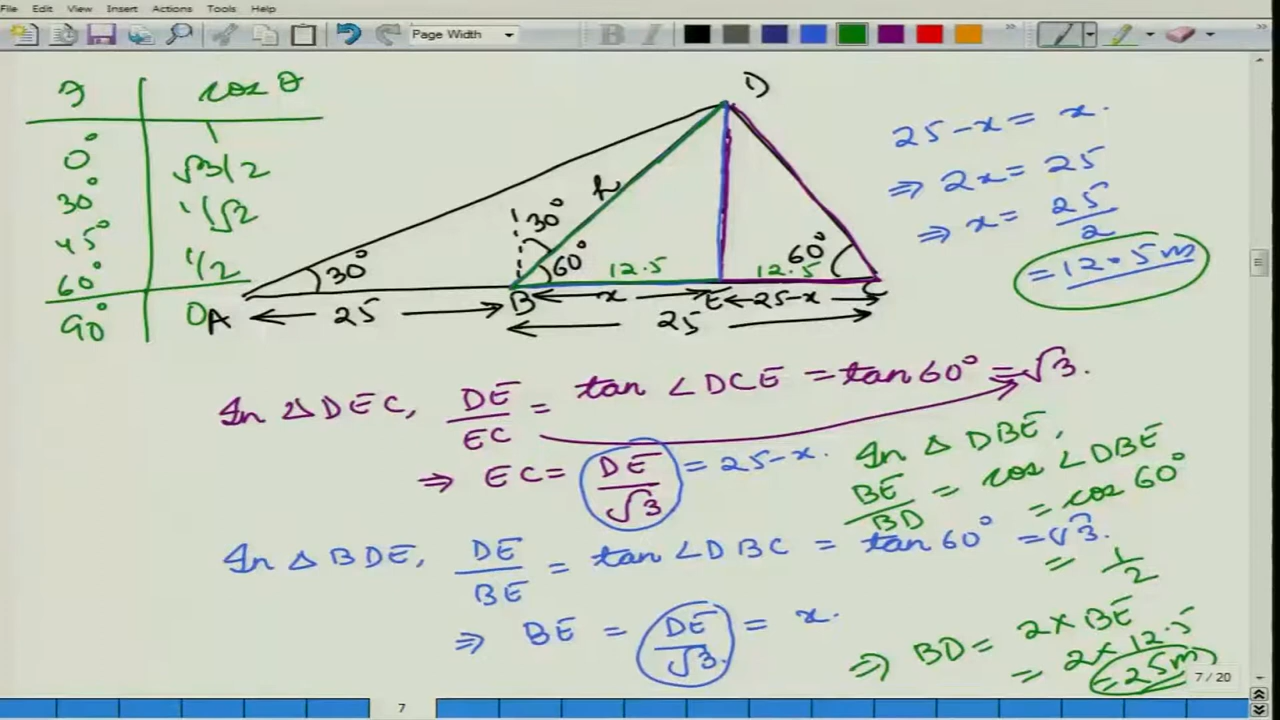 File Edit View Insert Actions Tools Help
Page Width
cos θ
0° 1
30° √3/2
45° 1/√2
60° 1/2
90° 0
D
h
30°
60°
30°
60°
12.5 12.5
A B E C
25 x 25-x
25
25-x = x.
⇒ 2x = 25
⇒ x = 25/2
= 12.5m
In △DEC, DE/EC = tan ∠DCE = tan 60° = √3.
⇒ EC = DE/√3 = 25-x.
In △BDE, DE/BE = tan ∠DBC = tan 60° = √3.
⇒ BE = DE/√3 = x.
In △DBE,
BE/BD = cos ∠DBE
= cos 60°
= 1/2
⇒ BD = 2×BE
= 2×12.5
= 25m
7 / 20
7